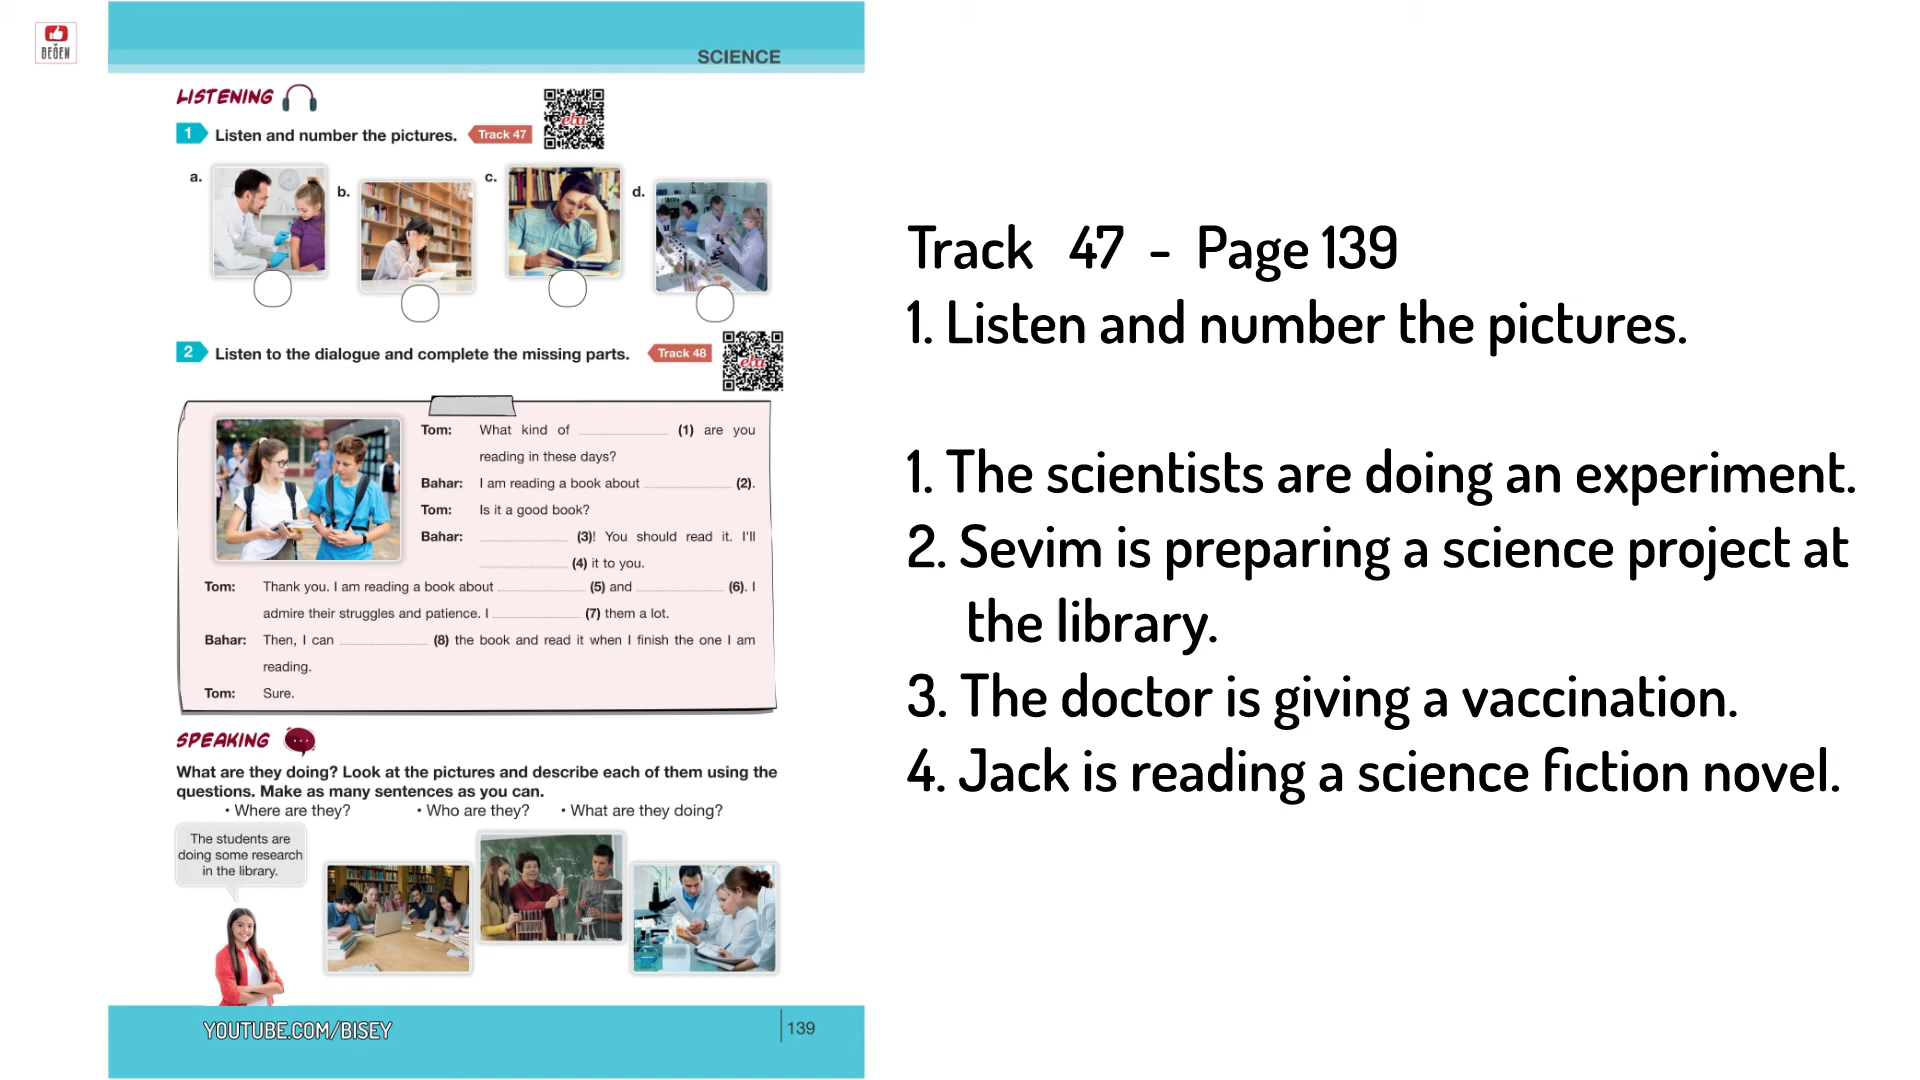 BEĞEN
SCIENCE
LISTENING
1 Listen and number the pictures. Track 47
eba
a.
b.
c.
d.
2 Listen to the dialogue and complete the missing parts. Track 48
eba
Tom: What kind of ............ (1) are you
reading in these days?
Bahar: I am reading a book about ............ (2).
Tom: Is it a good book?
Bahar: ............ (3)! You should read it. I'll
............ (4) it to you.
Tom: Thank you. I am reading a book about ............ (5) and ............ (6). I
admire their struggles and patience. I ............ (7) them a lot.
Bahar: Then, I can ............ (8) the book and read it when I finish the one I am
reading.
Tom: Sure.
SPEAKING
What are they doing? Look at the pictures and describe each of them using the
questions. Make as many sentences as you can.
• Where are they? • Who are they? • What are they doing?
The students are
doing some research
in the library.
YOUTUBE.COM/BISEY
139
Track 47 - Page 139
1. Listen and number the pictures.
1. The scientists are doing an experiment.
2. Sevim is preparing a science project at
the library.
3. The doctor is giving a vaccination.
4. Jack is reading a science fiction novel.